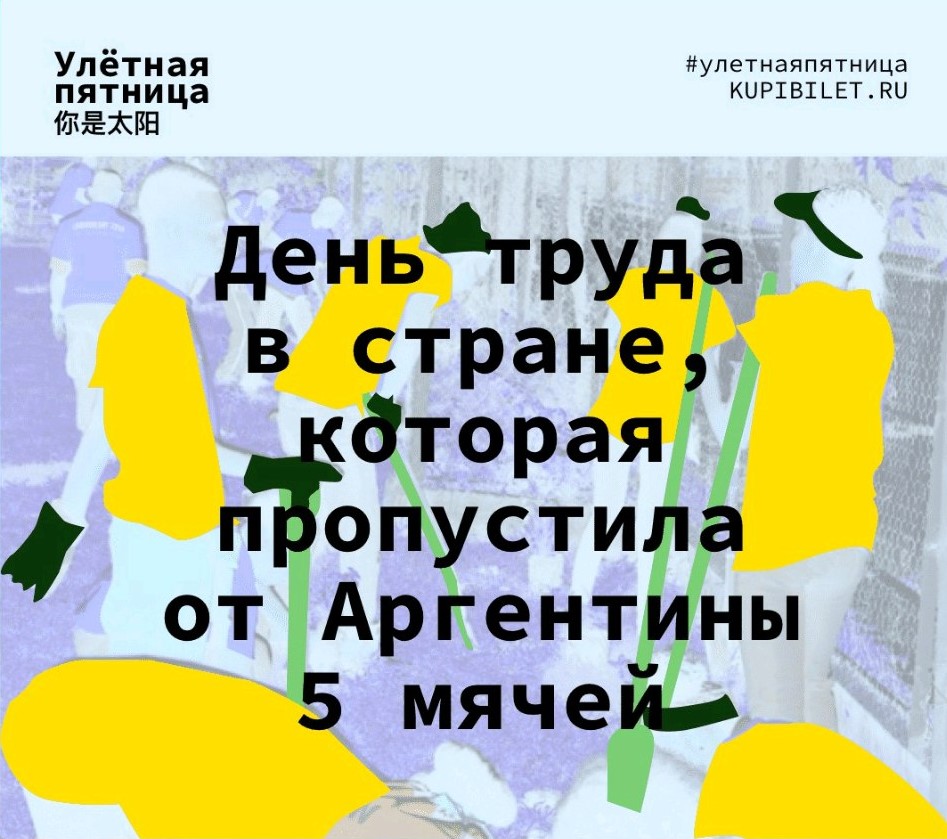 Улётная
пятница
你是太阳
#улетнаяпятница
KUPIBILET.RU
День труда
в стране,
которая
пропустила
от Аргентины
5 мячей